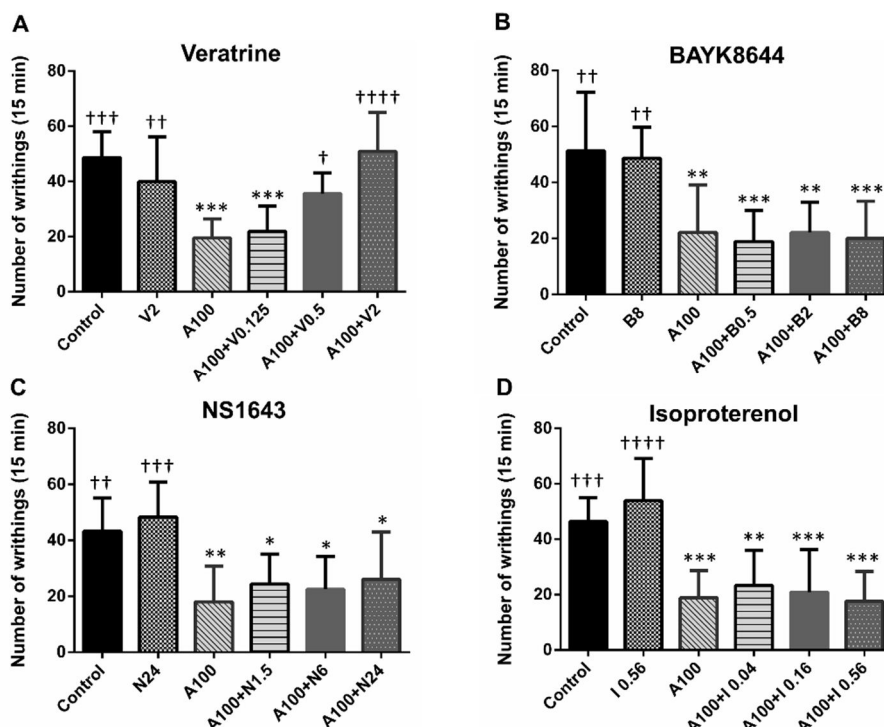 A
Veratrine
Number of writhings (15 min)
80
60
40
20
0
†††
††
***
***
†
††††
Control
V2
A100
A100+V0.125
A100+V0.5
A100+V2
B
BAYK8644
Number of writhings (15 min)
80
60
40
20
0
††
††
**
***
**
***
Control
B8
A100
A100+B0.5
A100+B2
A100+B8
C
NS1643
Number of writhings (15 min)
80
60
40
20
0
††
†††
**
*
*
*
Control
N24
A100
A100+N1.5
A100+N6
A100+N24
D
Isoproterenol
Number of writhings (15 min)
80
60
40
20
0
†††
††††
***
**
***
***
Control
I 0.56
A100
A100+I 0.04
A100+I 0.16
A100+I 0.56